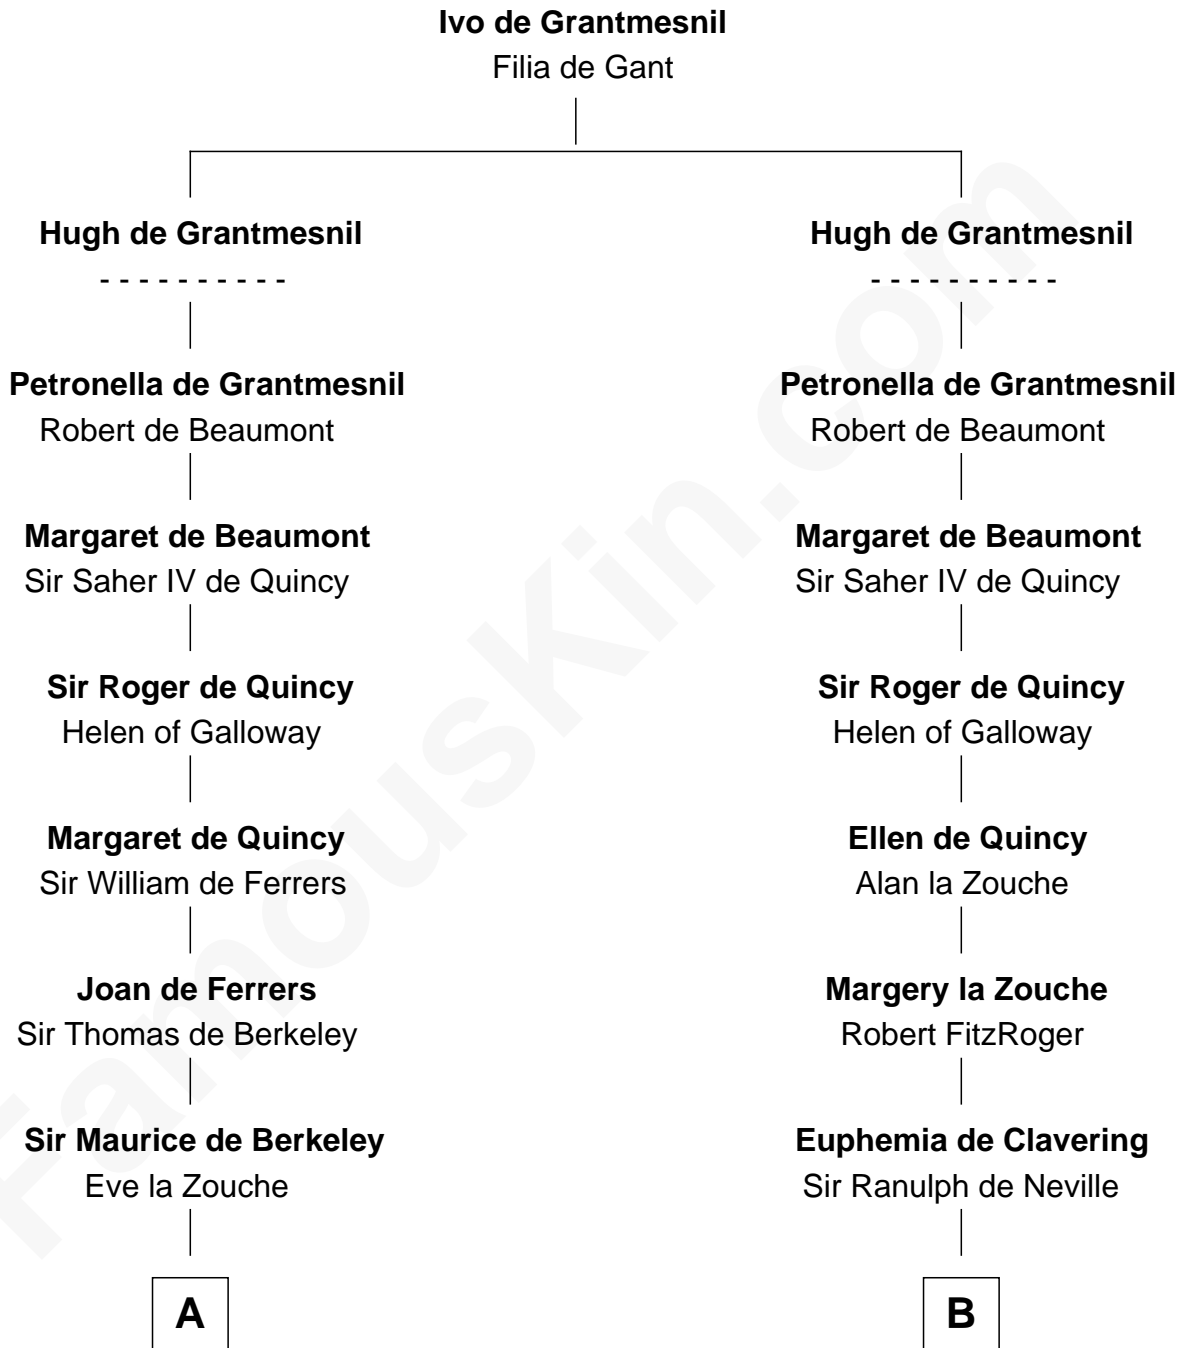 Ivo de Grantmesnil
Filia de Gant
Hugh de Grantmesnil
- - - - - - - - - -
Petronella de Grantmesnil
Robert de Beaumont
Margaret de Beaumont
Sir Saher IV de Quincy
Sir Roger de Quincy
Helen of Galloway
Margaret de Quincy
Sir William de Ferrers
Joan de Ferrers
Sir Thomas de Berkeley
Sir Maurice de Berkeley
Eve la Zouche
A
Hugh de Grantmesnil
- - - - - - - - - -
Petronella de Grantmesnil
Robert de Beaumont
Margaret de Beaumont
Sir Saher IV de Quincy
Sir Roger de Quincy
Helen of Galloway
Ellen de Quincy
Alan la Zouche
Margery la Zouche
Robert FitzRoger
Euphemia de Clavering
Sir Ranulph de Neville
B
FamousKin.com